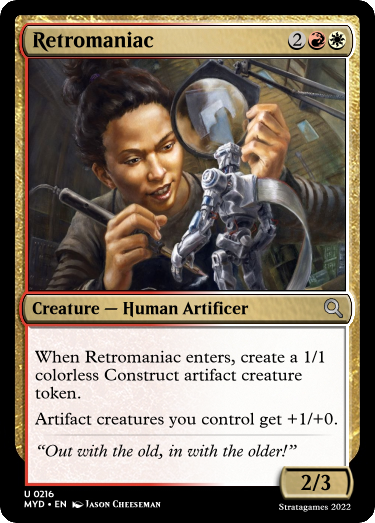 Retromaniac 2
Creature — Human Artificer
When Retromaniac enters, create a 1/1
colorless Construct artifact creature
token.
Artifact creatures you control get +1/+0.
“Out with the old, in with the older!”
2/3
U 0216
MYD • EN Jason Cheeseman
Stratagames 2022